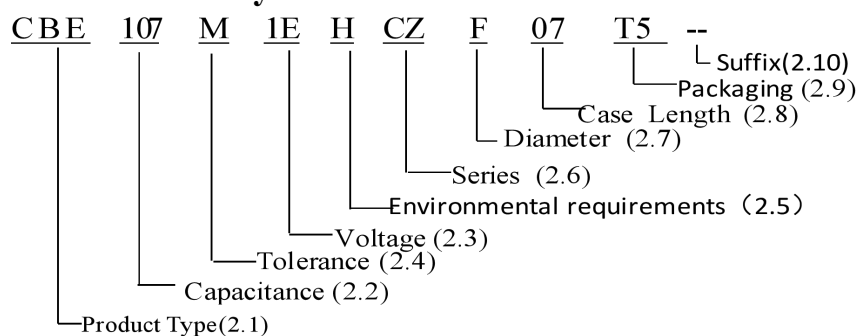 CBE 107 M 1E H CZ F 07 T5 --
Suffix(2.10)
Packaging (2.9)
Case Length (2.8)
Diameter (2.7)
Series (2.6)
Environmental requirements（2.5）
Voltage (2.3)
Tolerance (2.4)
Capacitance (2.2)
Product Type(2.1)